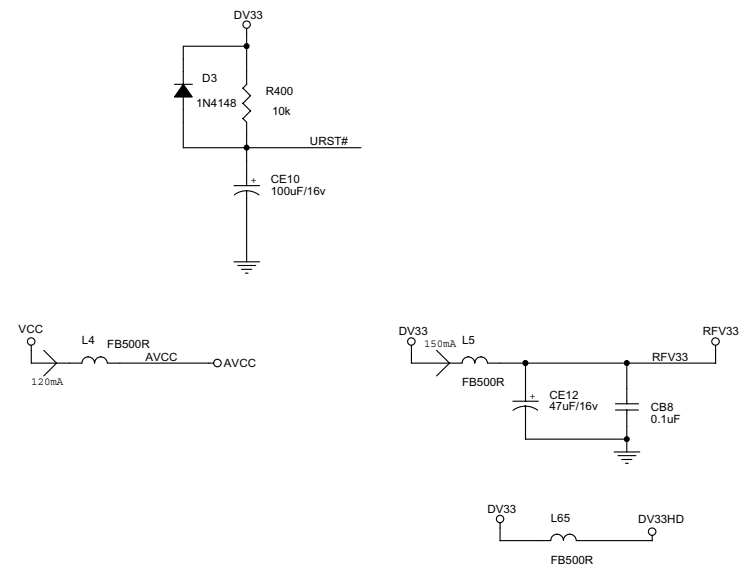 DV33
D3
1N4148
R400
10k
URST#
+
CE10
100uF/16v
VCC
L4
FB500R
AVCC
AVCC
120mA
DV33
150mA
L5
FB500R
RFV33
RFV33
+
CE12
47uF/16v
CB8
0.1uF
DV33
L65
DV33HD
FB500R